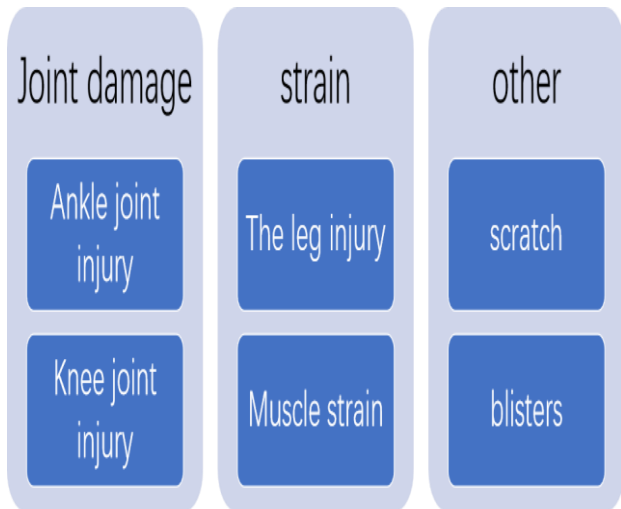 Joint damage
Ankle joint
injury
Knee joint
injury
strain
The leg injury
Muscle strain
other
scratch
blisters